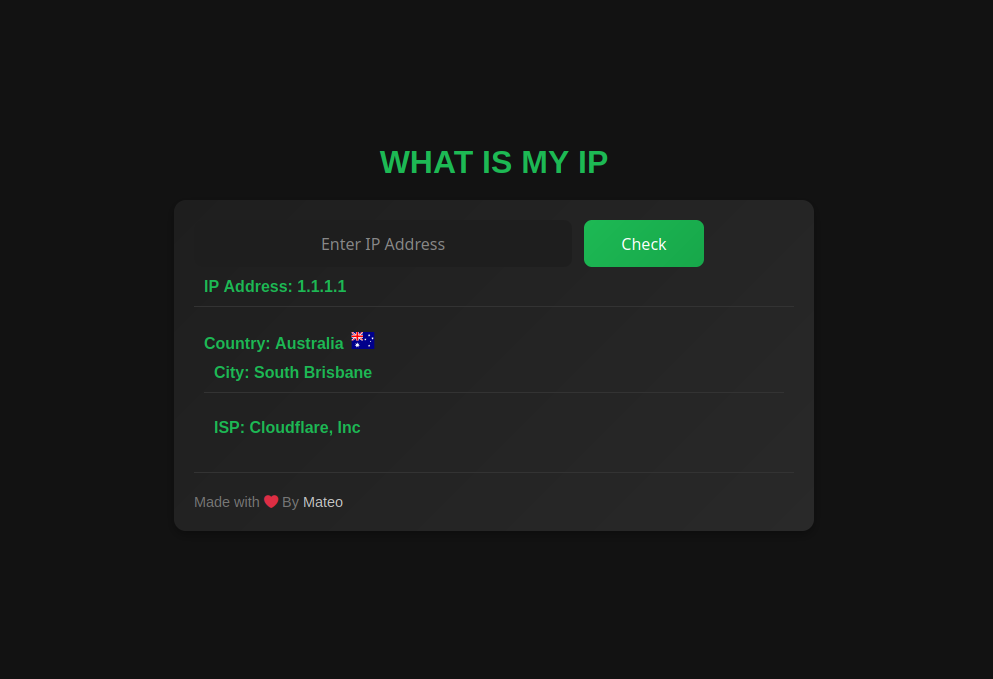 WHAT IS MY IP
Enter IP Address
Check
IP Address: 1.1.1.1
Country: Australia
City: South Brisbane
ISP: Cloudflare, Inc
Made with ❤️ By Mateo